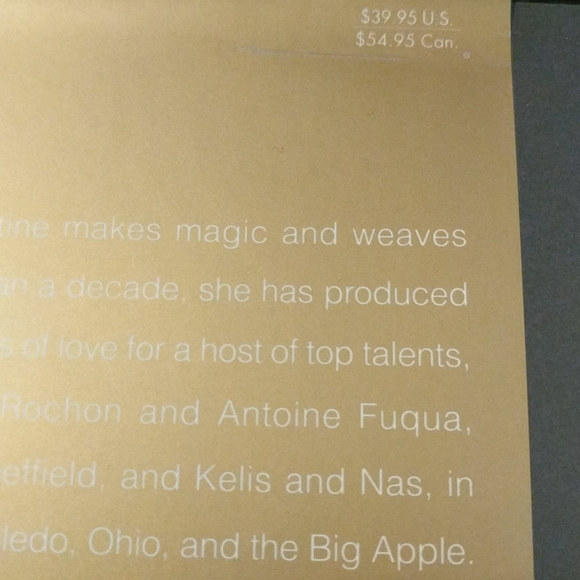 $39.95 U.S.
$54.95 Can.
makes magic and weaves
a decade, she has produced
of love for a host of top talents,
Rochon and Antoine Fuqua,
and Kelis and Nas, in
Ohio, and the Big Apple.